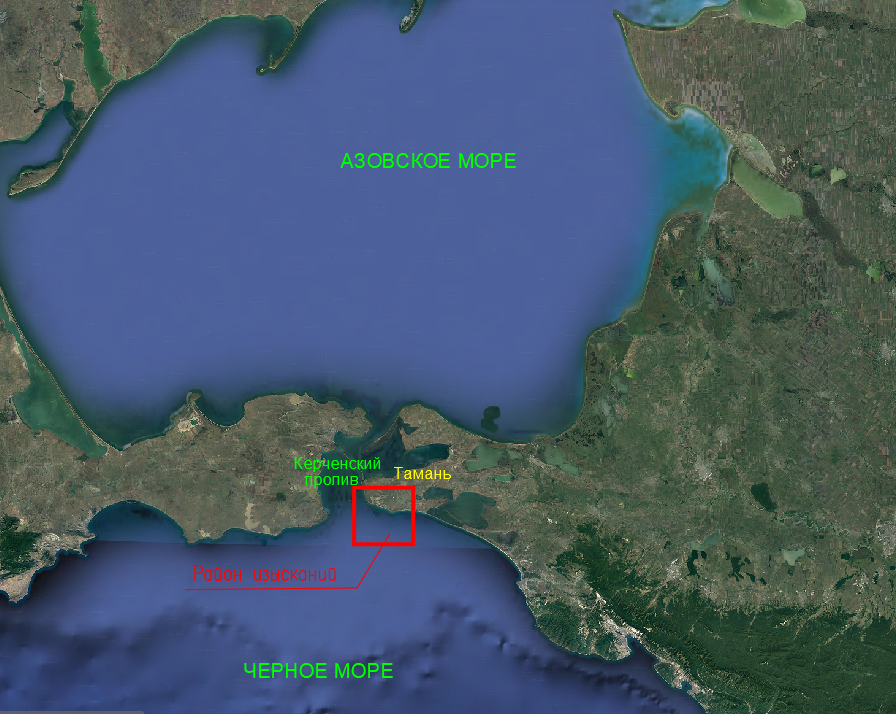 АЗОВСКОЕ МОРЕ
Керченский
пролив
Тамань
Район изысканий
ЧЕРНОЕ МОРЕ